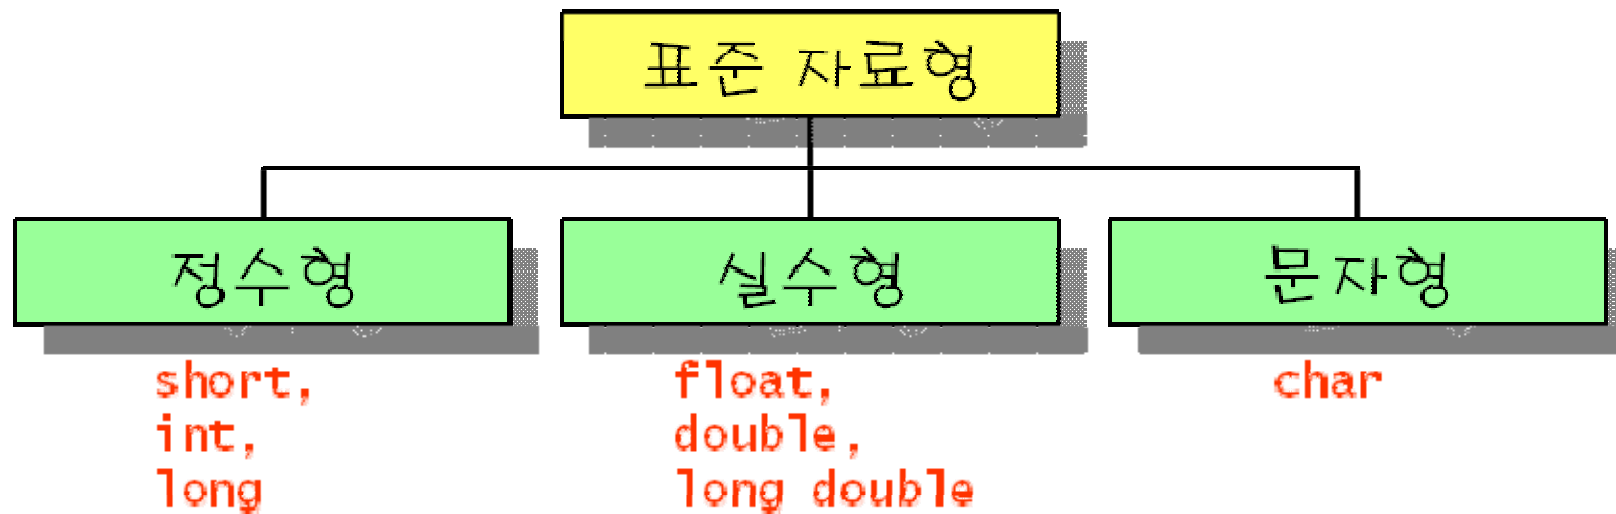 표준 자료형
정수형
실수형
문자형
short,
int,
long
float,
double,
long double
char